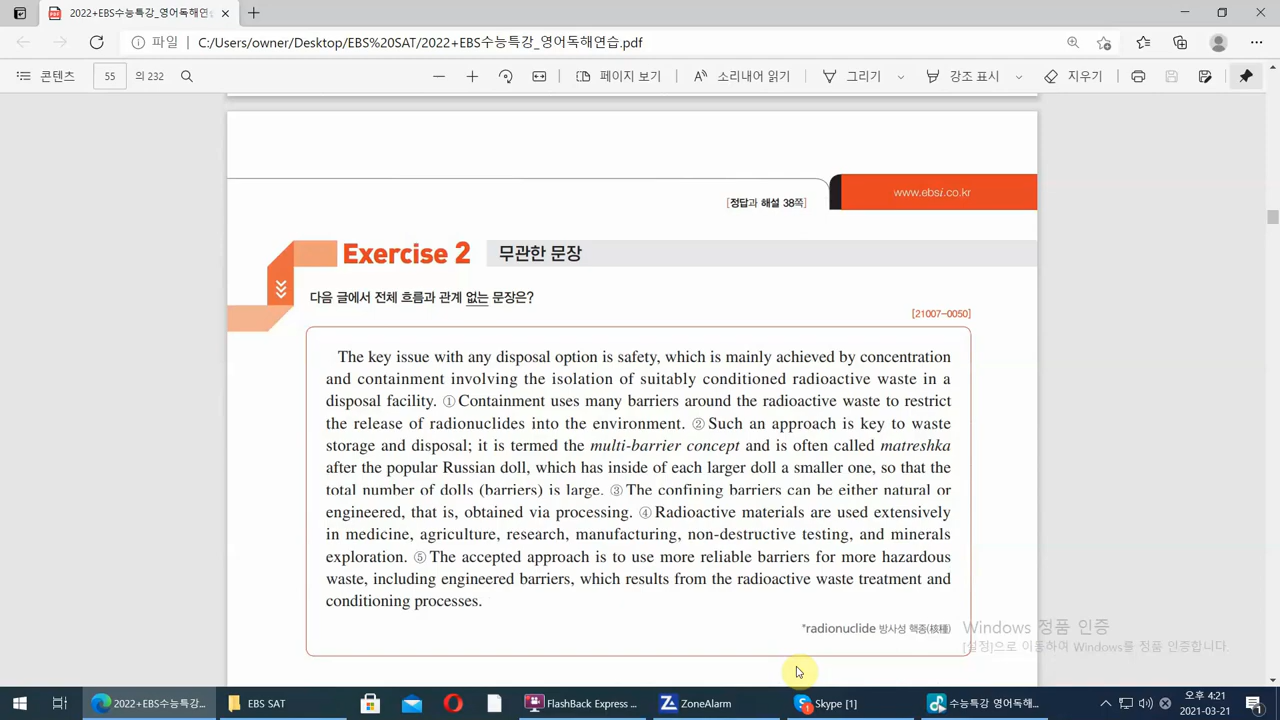 2022+EBS수능특강_영어독해연습
파일 C:/Users/owner/Desktop/EBS%20SAT/2022+EBS수능특강_영어독해연습.pdf
콘텐츠 55 의 232 페이지 보기 소리내어 읽기 그리기 강조 표시 지우기
www.ebsi.co.kr
[정답과 해설 38쪽]
Exercise 2 무관한 문장
다음 글에서 전체 흐름과 관계 없는 문장은?
[21007-0050]
The key issue with any disposal option is safety, which is mainly achieved by concentration
and containment involving the isolation of suitably conditioned radioactive waste in a
disposal facility. ① Containment uses many barriers around the radioactive waste to restrict
the release of radionuclides into the environment. ② Such an approach is key to waste
storage and disposal; it is termed the multi-barrier concept and is often called matreshka
after the popular Russian doll, which has inside of each larger doll a smaller one, so that the
total number of dolls (barriers) is large. ③ The confining barriers can be either natural or
engineered, that is, obtained via processing. ④ Radioactive materials are used extensively
in medicine, agriculture, research, manufacturing, non-destructive testing, and minerals
exploration. ⑤ The accepted approach is to use more reliable barriers for more hazardous
waste, including engineered barriers, which results from the radioactive waste treatment and
conditioning processes.
*radionuclide 방사성 핵종(核種)
Windows 정품 인증
[설정]으로 이동하여 Windows를 정품 인증합니다.
2022+EBS수능특강_... EBS SAT FlashBack Express ... ZoneAlarm Skype [1] 수능특강 영어독해... 오후 4:21
2021-03-21